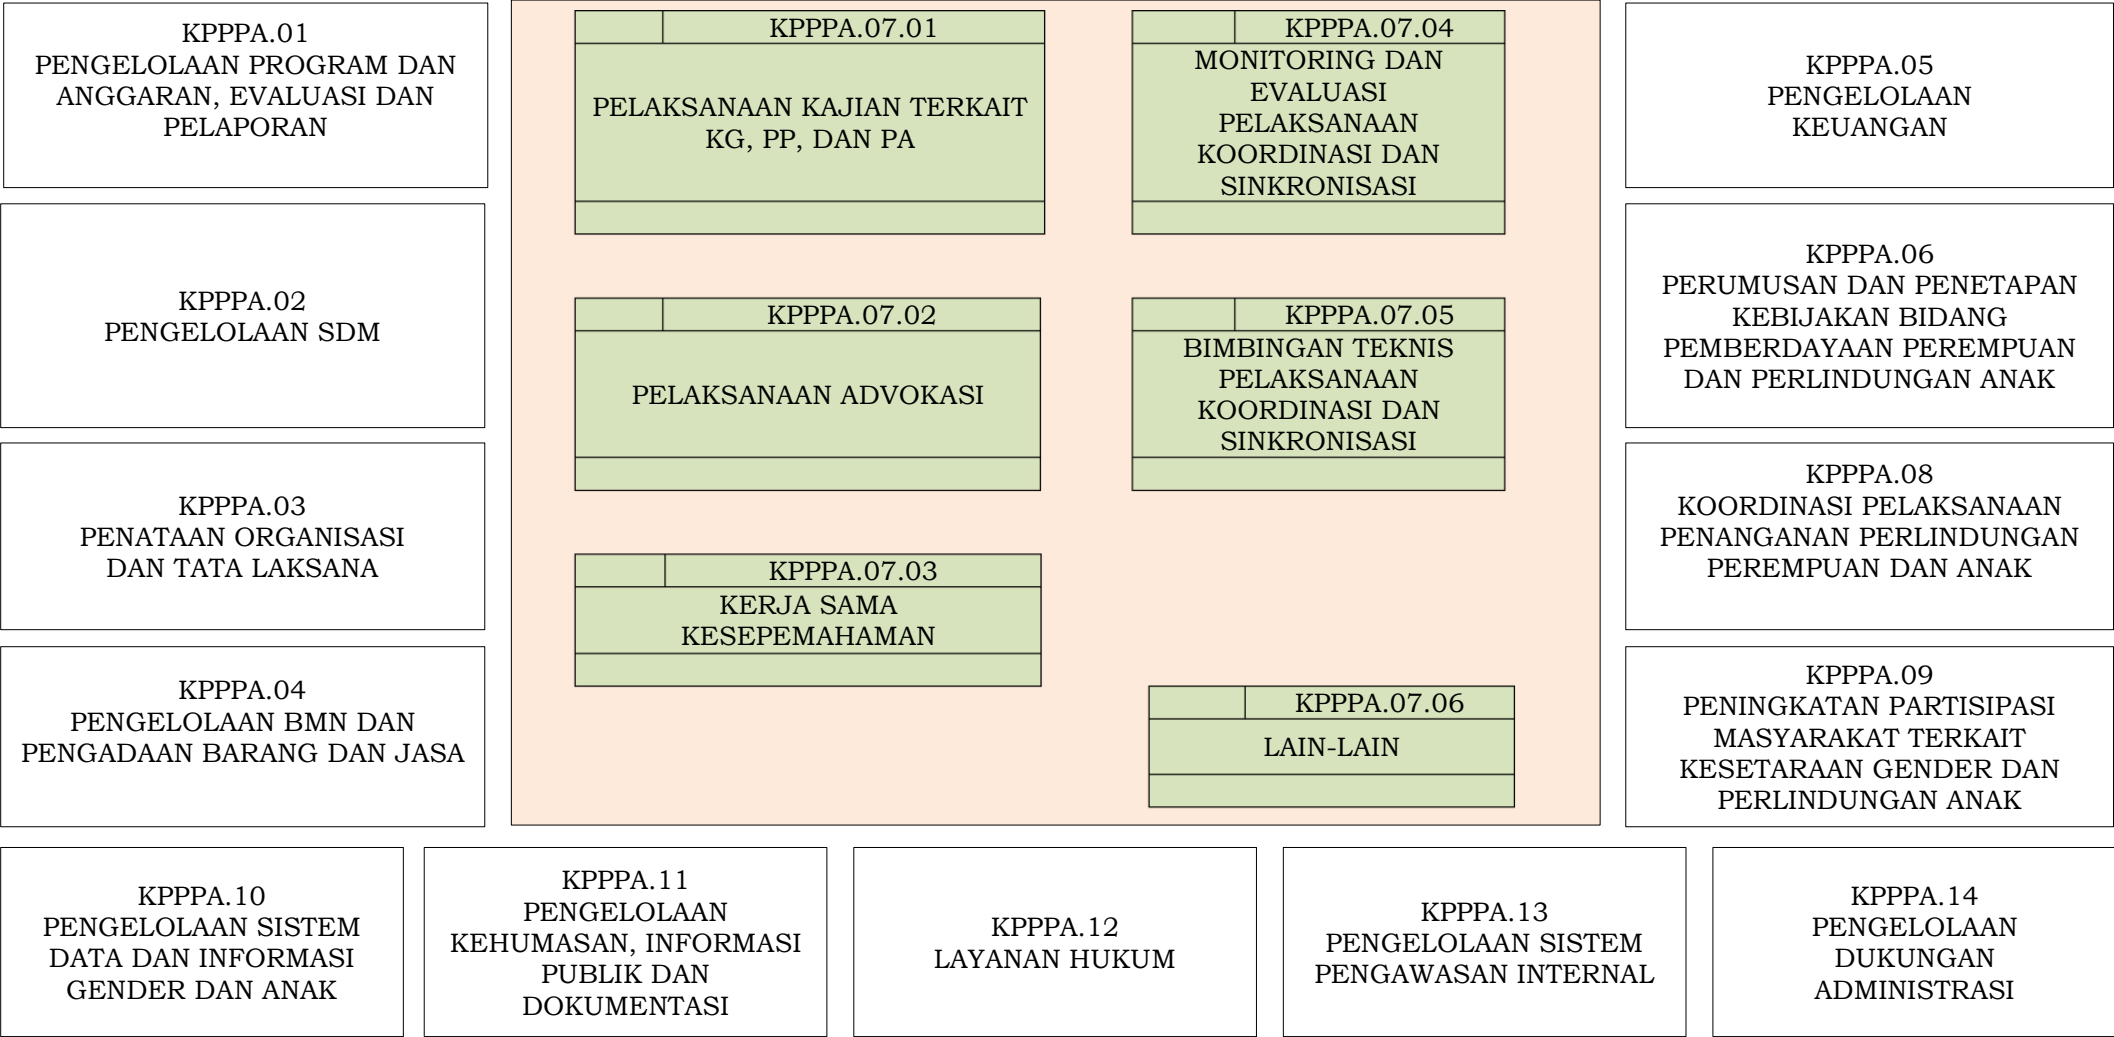 KPPPA.01
PENGELOLAAN PROGRAM DAN
ANGGARAN, EVALUASI DAN
PELAPORAN
KPPPA.02
PENGELOLAAN SDM
KPPPA.03
PENATAAN ORGANISASI
DAN TATA LAKSANA
KPPPA.04
PENGELOLAAN BMN DAN
PENGADAAN BARANG DAN JASA
KPPPA.07.01
PELAKSANAAN KAJIAN TERKAIT
KG, PP, DAN PA
KPPPA.07.02
PELAKSANAAN ADVOKASI
KPPPA.07.03
KERJA SAMA
KESEPEMAHAMAN
KPPPA.07.04
MONITORING DAN
EVALUASI
PELAKSANAAN
KOORDINASI DAN
SINKRONISASI
KPPPA.07.05
BIMBINGAN TEKNIS
PELAKSANAAN
KOORDINASI DAN
SINKRONISASI
KPPPA.07.06
LAIN-LAIN
KPPPA.05
PENGELOLAAN
KEUANGAN
KPPPA.06
PERUMUSAN DAN PENETAPAN
KEBIJAKAN BIDANG
PEMBERDAYAAN PEREMPUAN
DAN PERLINDUNGAN ANAK
KPPPA.08
KOORDINASI PELAKSANAAN
PENANGANAN PERLINDUNGAN
PEREMPUAN DAN ANAK
KPPPA.09
PENINGKATAN PARTISIPASI
MASYARAKAT TERKAIT
KESETARAAN GENDER DAN
PERLINDUNGAN ANAK
KPPPA.10
PENGELOLAAN SISTEM
DATA DAN INFORMASI
GENDER DAN ANAK
KPPPA.11
PENGELOLAAN
KEHUMASAN, INFORMASI
PUBLIK DAN
DOKUMENTASI
KPPPA.12
LAYANAN HUKUM
KPPPA.13
PENGELOLAAN SISTEM
PENGAWASAN INTERNAL
KPPPA.14
PENGELOLAAN
DUKUNGAN
ADMINISTRASI